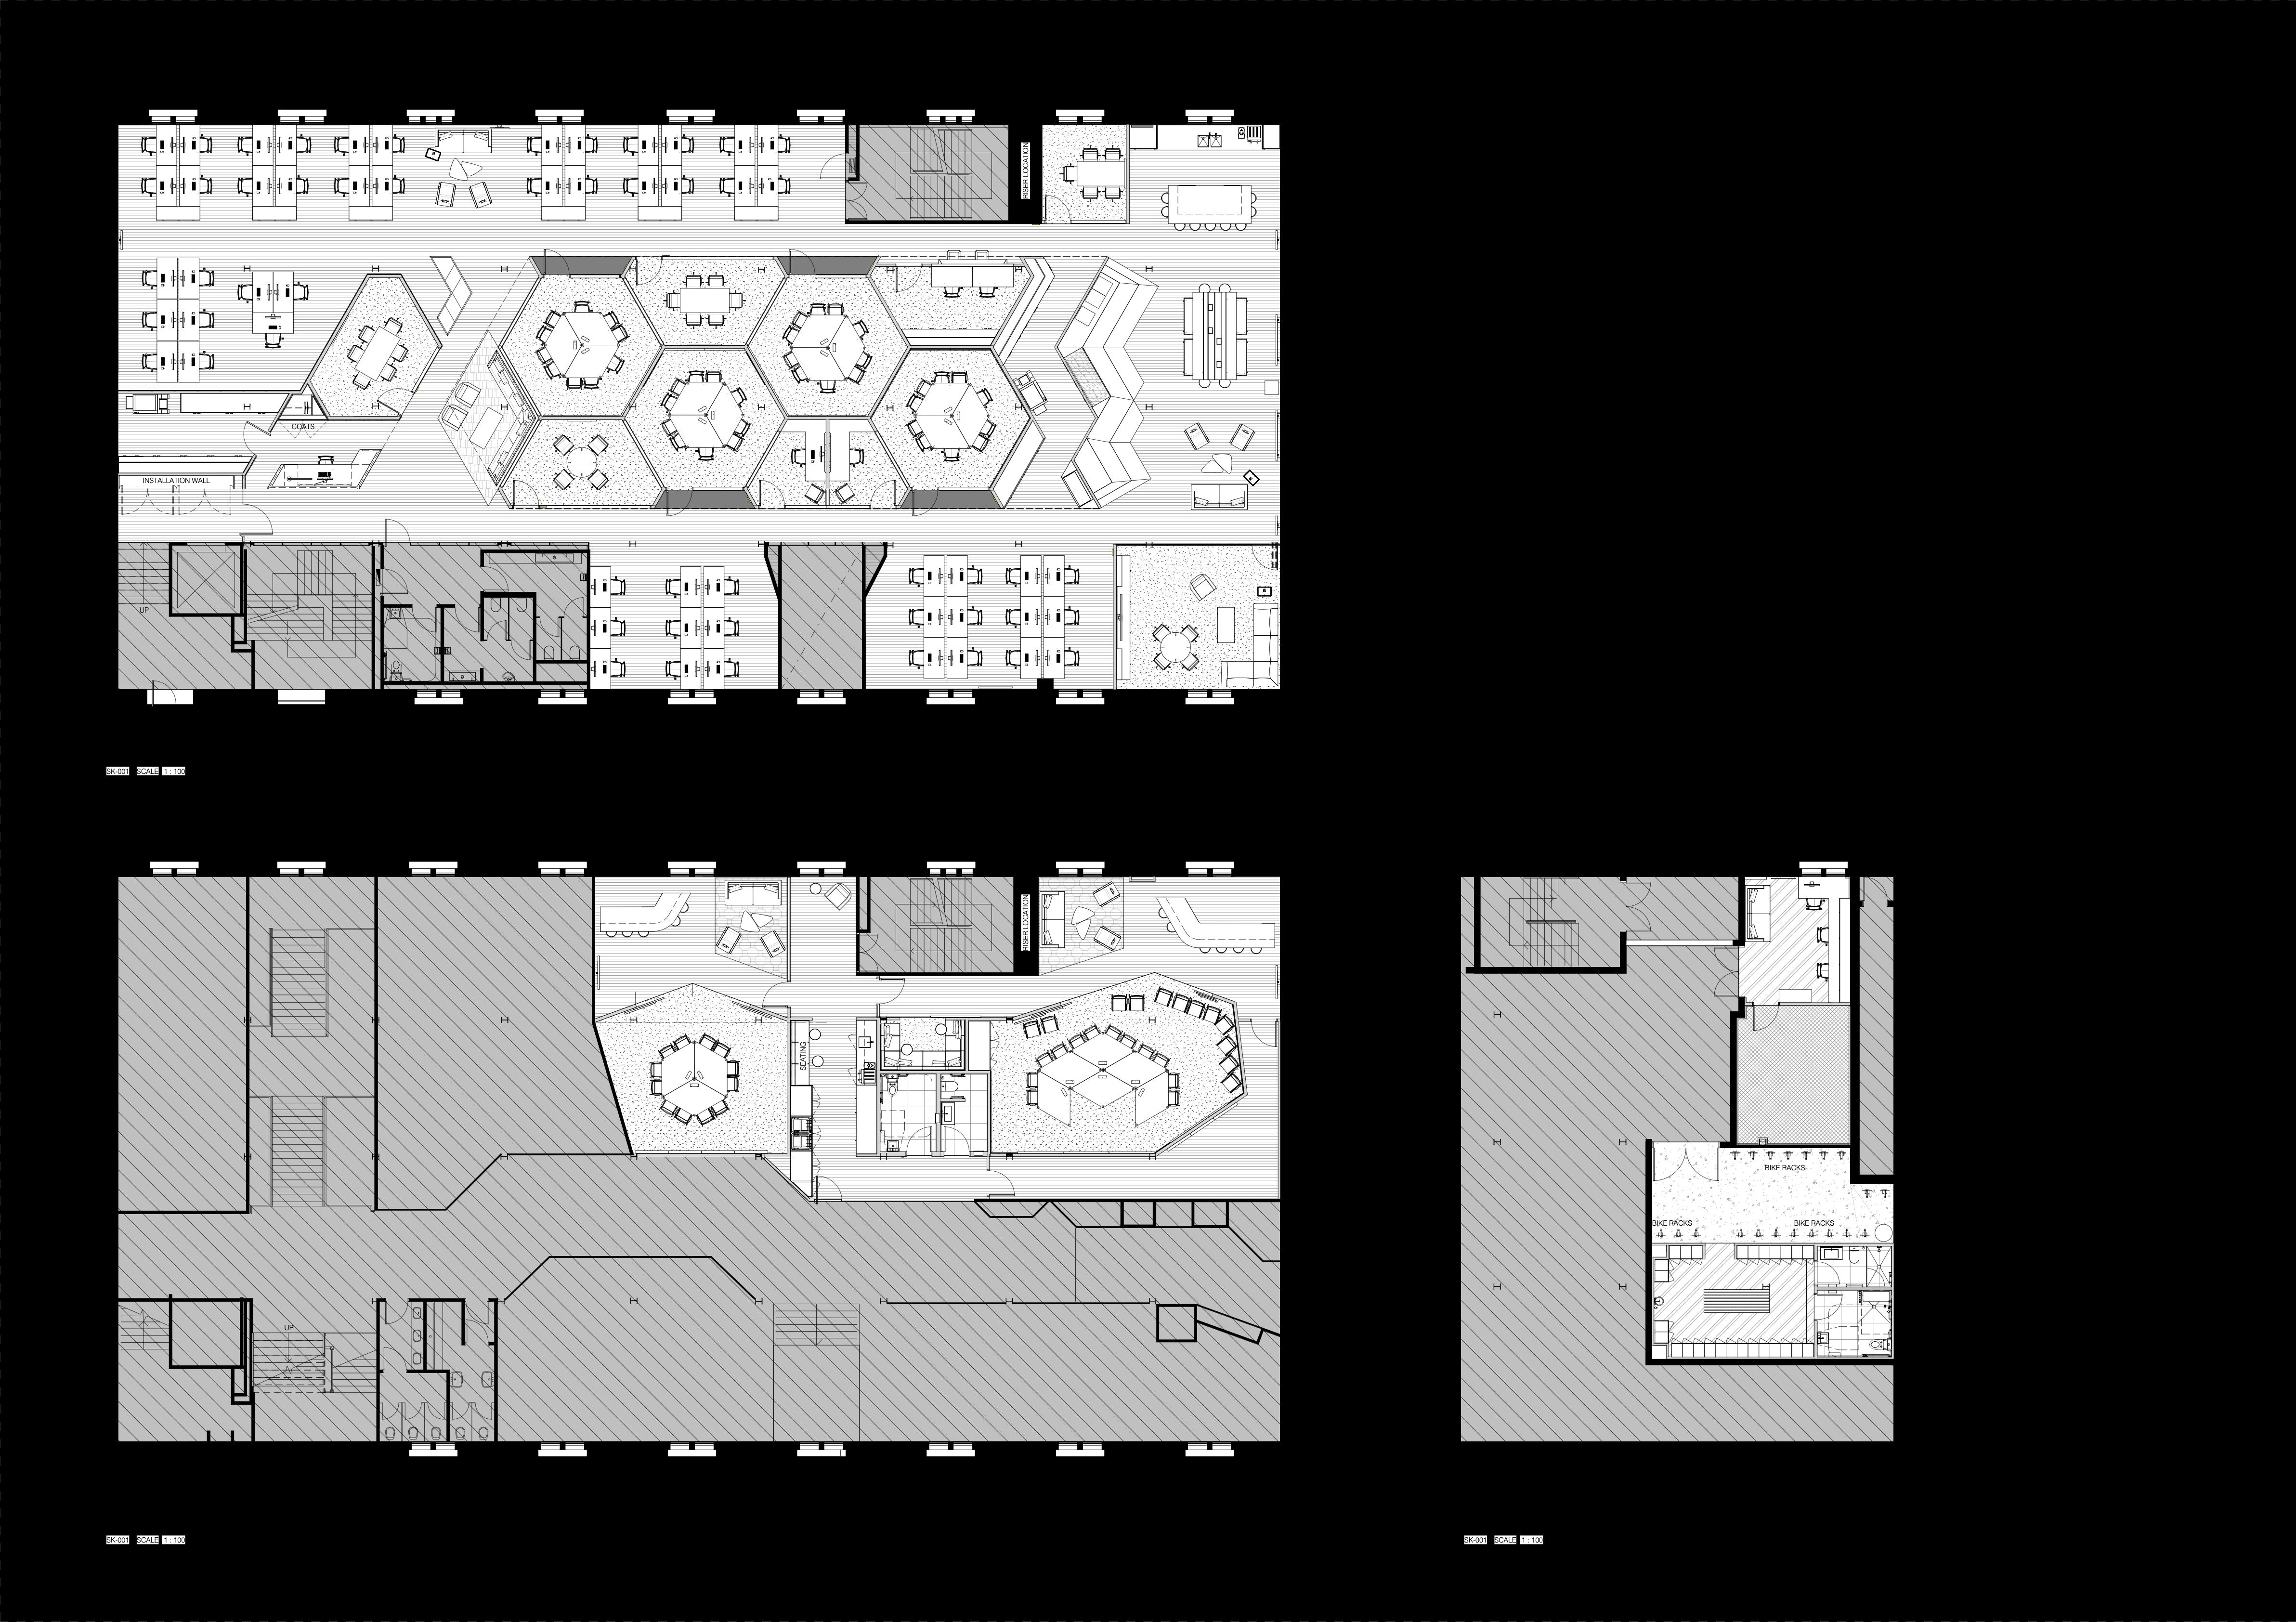 RISER LOCATION
COATS
INSTALLATION WALL
UP
SK-001 SCALE 1 : 100
RISER LOCATION
SEATING
BIKE RACKS
BIKE RACKS BIKE RACKS
UP
SK-001 SCALE 1 : 100
SK-001 SCALE 1 : 100